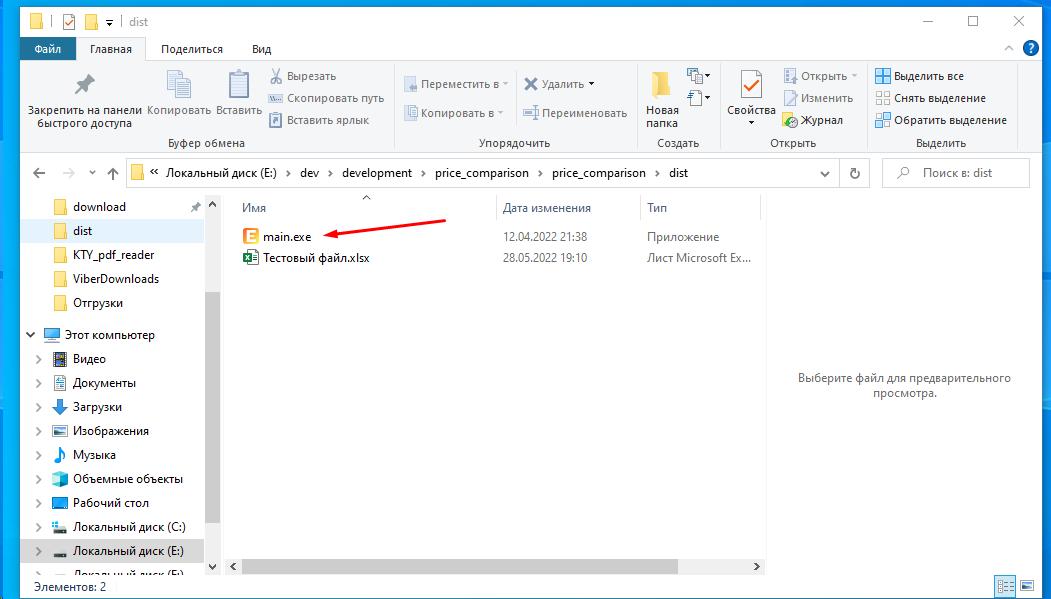 dist
Файл
Главная
Поделиться
Вид
Закрепить на панели
быстрого доступа
Копировать
Вставить
Вырезать
Скопировать путь
Вставить ярлык
Буфер обмена
Переместить в
Копировать в
Удалить
Переименовать
Упорядочить
Новая
папка
Создать
Свойства
Открыть
Изменить
Журнал
Открыть
Выделить все
Снять выделение
Обратить выделение
Выделить
« Локальный диск (E:) > dev > development > price_comparison > price_comparison > dist
Поиск в: dist
download
dist
KTY_pdf_reader
ViberDownloads
Отгрузки
Этот компьютер
Видео
Документы
Загрузки
Изображения
Музыка
Объемные объекты
Рабочий стол
Локальный диск (C:)
Локальный диск (E:)
Локальный диск (F:)
Имя
Дата изменения
Тип
main.exe
12.04.2022 21:38
Приложение
Тестовый файл.xlsx
28.05.2022 19:10
Лист Microsoft Ex...
Выберите файл для предварительного
просмотра.
Элементов: 2